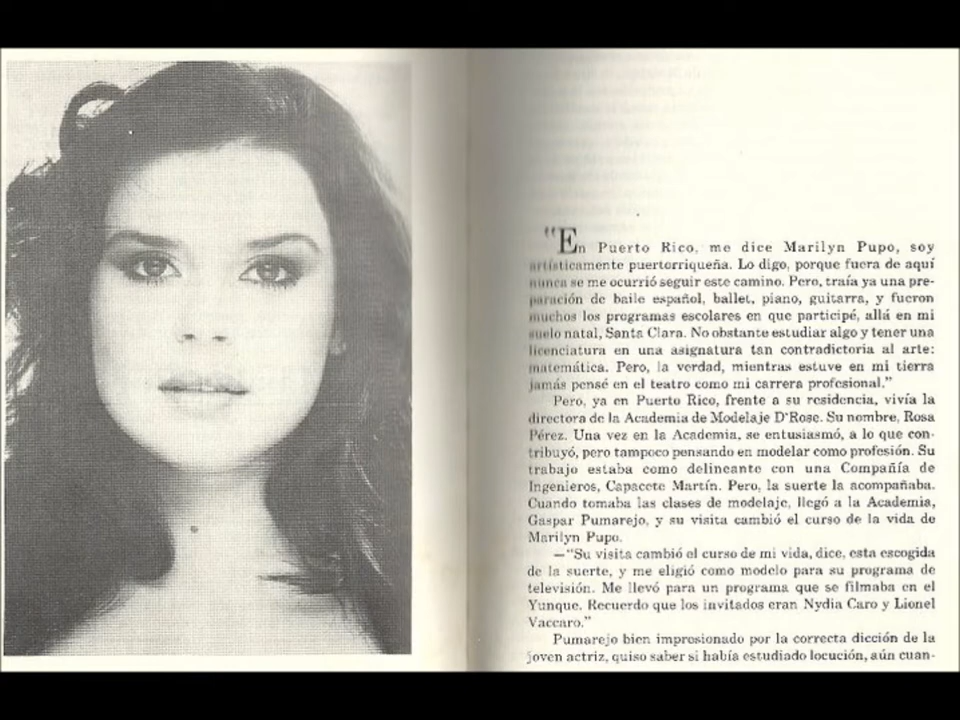 "En Puerto Rico, me dice Marilyn Pupo, soy
artísticamente puertorriqueña. Lo digo, porque fuera de aquí
nunca se me ocurrió seguir este camino. Pero, traía ya una pre-
paración de baile español, ballet, piano, guitarra, y fueron
muchos los programas escolares en que participé, allá en mi
suelo natal, Santa Clara. No obstante estudiar algo y tener una
licenciatura en una asignatura tan contradictoria al arte:
matemática. Pero, la verdad, mientras estuve en mi tierra
jamás pensé en el teatro como mi carrera profesional."
Pero, ya en Puerto Rico, frente a su residencia, vivía la
directora de la Academia de Modelaje D'Rose. Su nombre, Rosa
Pérez. Una vez en la Academia, se entusiasmó, a lo que con-
tribuyó, pero tampoco pensando en modelar como profesión. Su
trabajo estaba como delineante con una Compañía de
Ingenieros, Capacete Martín. Pero, la suerte la acompañaba.
Cuando tomaba las clases de modelaje, llegó a la Academia,
Gaspar Pumarejo, y su visita cambió el curso de la vida de
Marilyn Pupo.
—"Su visita cambió el curso de mi vida, dice, esta escogida
de la suerte, y me eligió como modelo para su programa de
televisión. Me llevó para un programa que se filmaba en el
Yunque. Recuerdo que los invitados eran Nydia Caro y Lionel
Vaccaro."
Pumarejo bien impresionado por la correcta dicción de la
joven actriz, quiso saber si había estudiado locución, aún cuan-